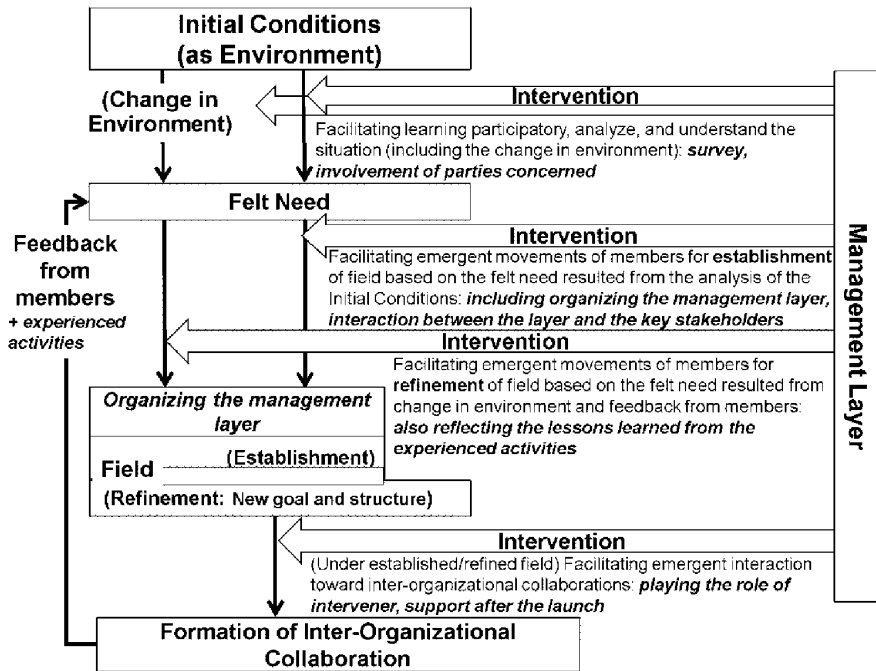 Initial Conditions
(as Environment)
(Change in
Environment)
Intervention
Facilitating learning participatory, analyze, and understand the
situation (including the change in environment): survey,
involvement of parties concerned
Felt Need
Feedback
from
members
+ experienced
activities
Intervention
Facilitating emergent movements of members for establishment
of field based on the felt need resulted from the analysis of the
Initial Conditions: including organizing the management layer,
interaction between the layer and the key stakeholders
Intervention
Facilitating emergent movements of members for
refinement of field based on the felt need resulted from
change in environment and feedback from members:
also reflecting the lessons learned from the
experienced activities
Organizing the management
layer
(Establishment)
Field
(Refinement: New goal and structure)
Intervention
(Under established/refined field) Facilitating emergent interaction
toward inter-organizational collaborations: playing the role of
intervener, support after the launch
Formation of Inter-Organizational
Collaboration
Management Layer